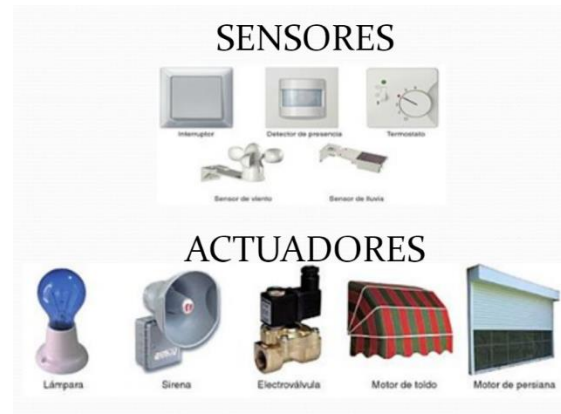 SENSORES
Interruptor
Detector de presencia
Termostato
Sensor de viento
Sensor de lluvia
ACTUADORES
Lámpara
Sirena
Electroválvula
Motor de toldo
Motor de persiana